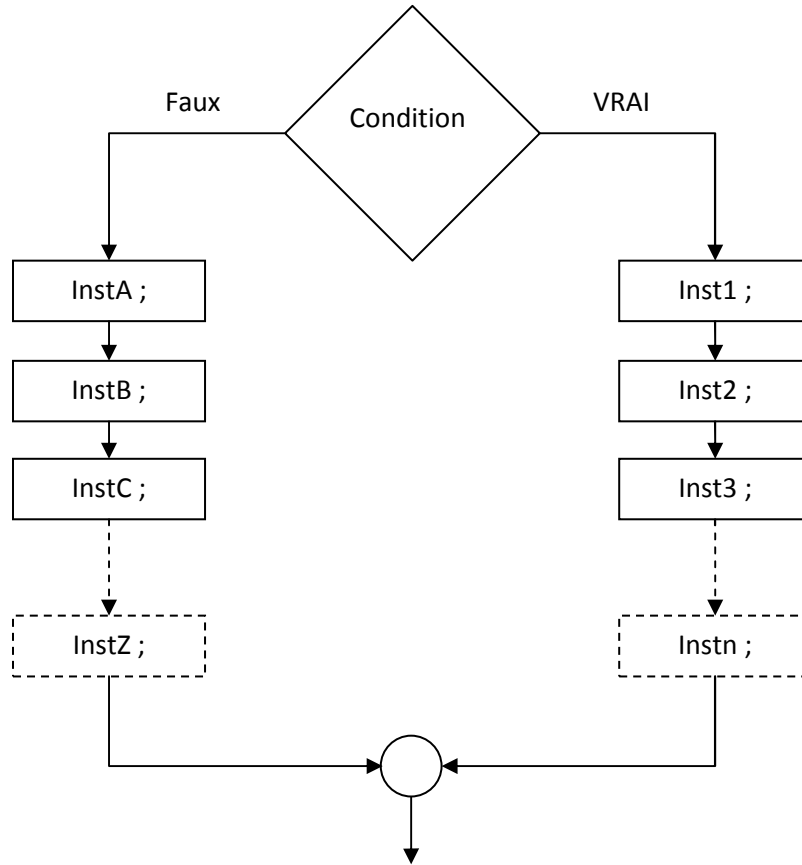 Condition
Faux
VRAI
InstA ;
Inst1 ;
InstB ;
Inst2 ;
InstC ;
Inst3 ;
InstZ ;
Instn ;